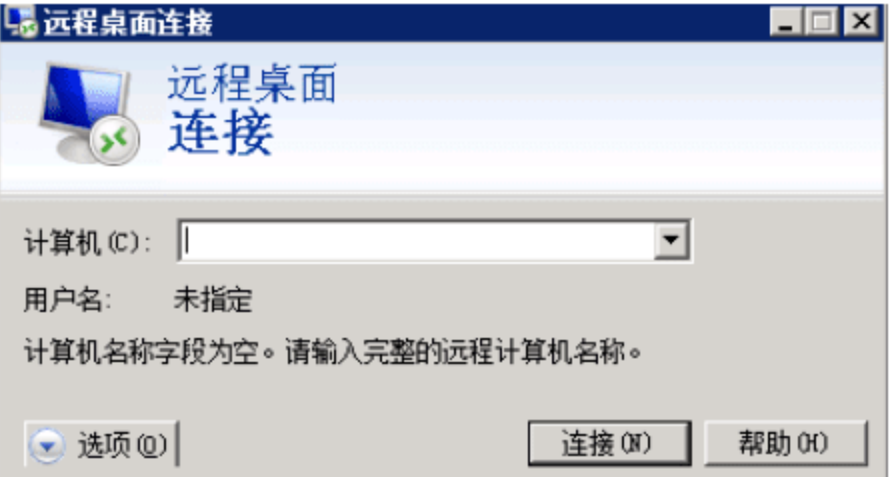 远程桌面连接
远程桌面
连接
计算机(C):
用户名: 未指定
计算机名称字段为空。请输入完整的远程计算机名称。
选项(O) 连接(N) 帮助(H)